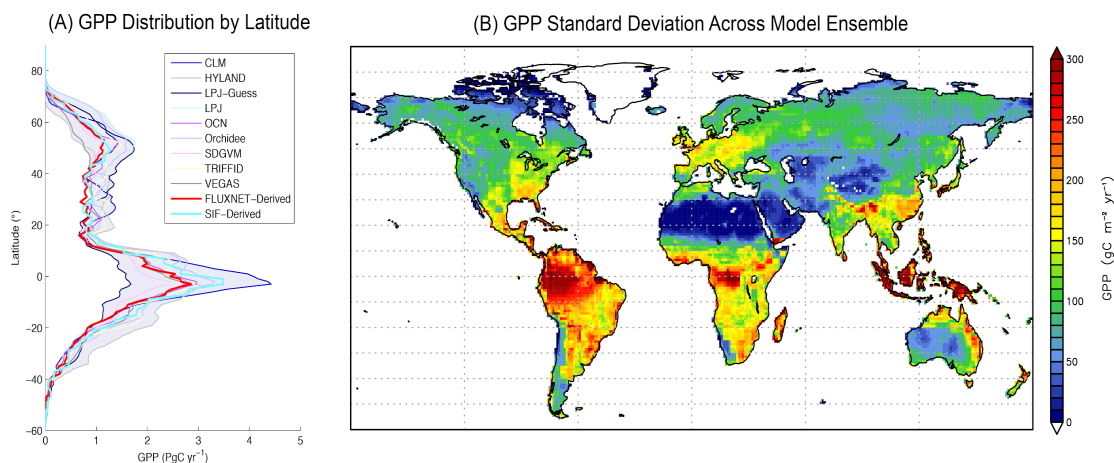 (A) GPP Distribution by Latitude
(B) GPP Standard Deviation Across Model Ensemble
CLM
HYLAND
LPJ-Guess
LPJ
OCN
Orchidee
SDGVM
TRIFFID
VEGAS
FLUXNET-Derived
SIF-Derived
Latitude (°)
80
60
40
20
0
−20
−40
−60
0 1 2 3 4 5
GPP (PgC yr⁻¹)
300
250
200
150
100
50
0
GPP (gC m⁻² yr⁻¹)